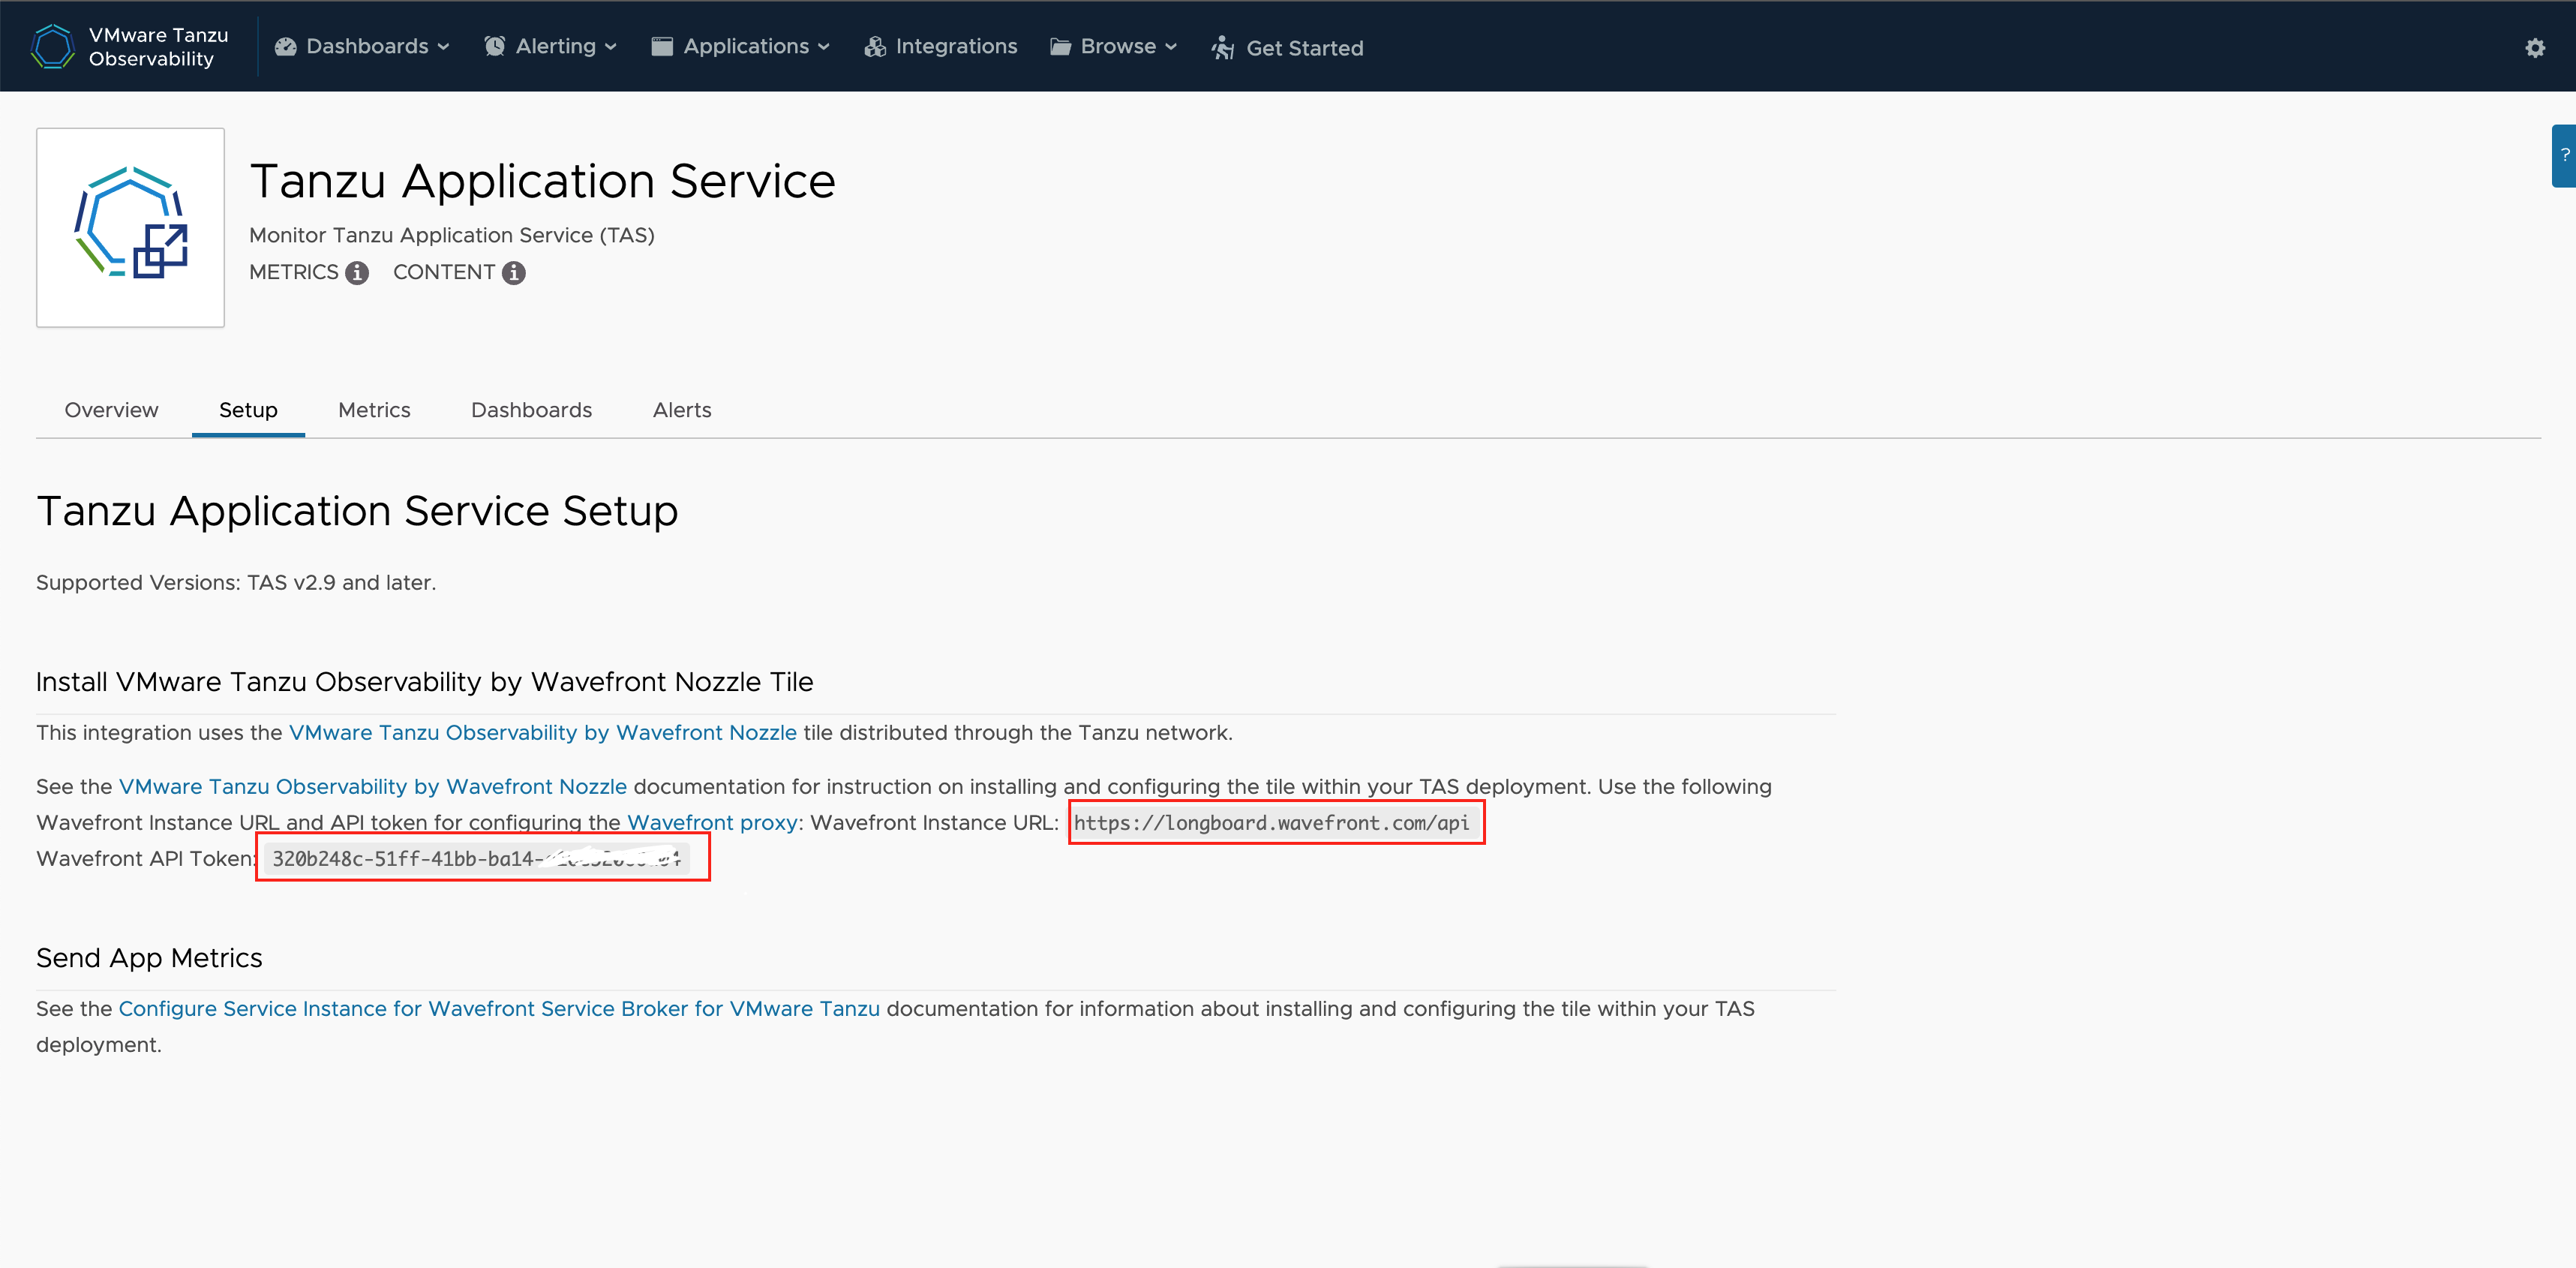 VMware Tanzu
Observability
Dashboards
Alerting
Applications
Integrations
Browse
Get Started
?
Tanzu Application Service
Monitor Tanzu Application Service (TAS)
METRICS CONTENT
Overview Setup Metrics Dashboards Alerts
Tanzu Application Service Setup
Supported Versions: TAS v2.9 and later.
Install VMware Tanzu Observability by Wavefront Nozzle Tile
This integration uses the VMware Tanzu Observability by Wavefront Nozzle tile distributed through the Tanzu network.
See the VMware Tanzu Observability by Wavefront Nozzle documentation for instruction on installing and configuring the tile within your TAS deployment. Use the following
Wavefront Instance URL and API token for configuring the Wavefront proxy: Wavefront Instance URL: https://longboard.wavefront.com/api
Wavefront API Token: 320b248c-51ff-41bb-ba14-
Send App Metrics
See the Configure Service Instance for Wavefront Service Broker for VMware Tanzu documentation for information about installing and configuring the tile within your TAS
deployment.